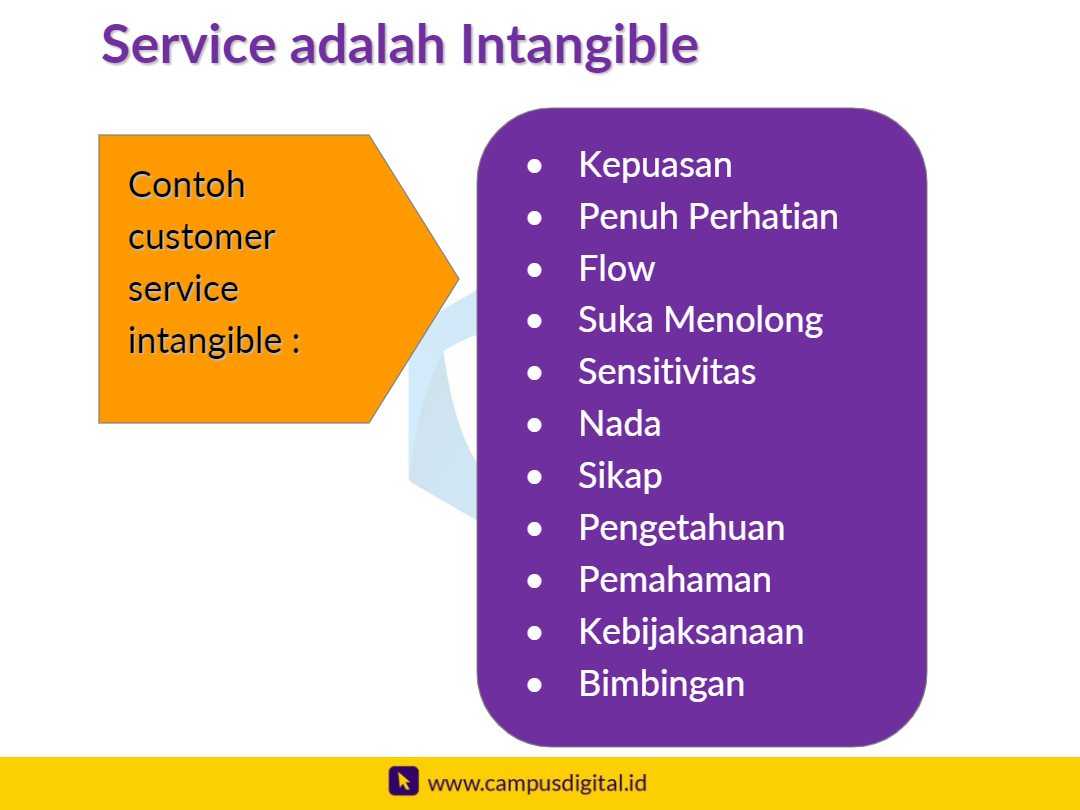 Service adalah Intangible
Contoh
customer
service
intangible :
• Kepuasan
• Penuh Perhatian
• Flow
• Suka Menolong
• Sensitivitas
• Nada
• Sikap
• Pengetahuan
• Pemahaman
• Kebijaksanaan
• Bimbingan
www.campusdigital.id